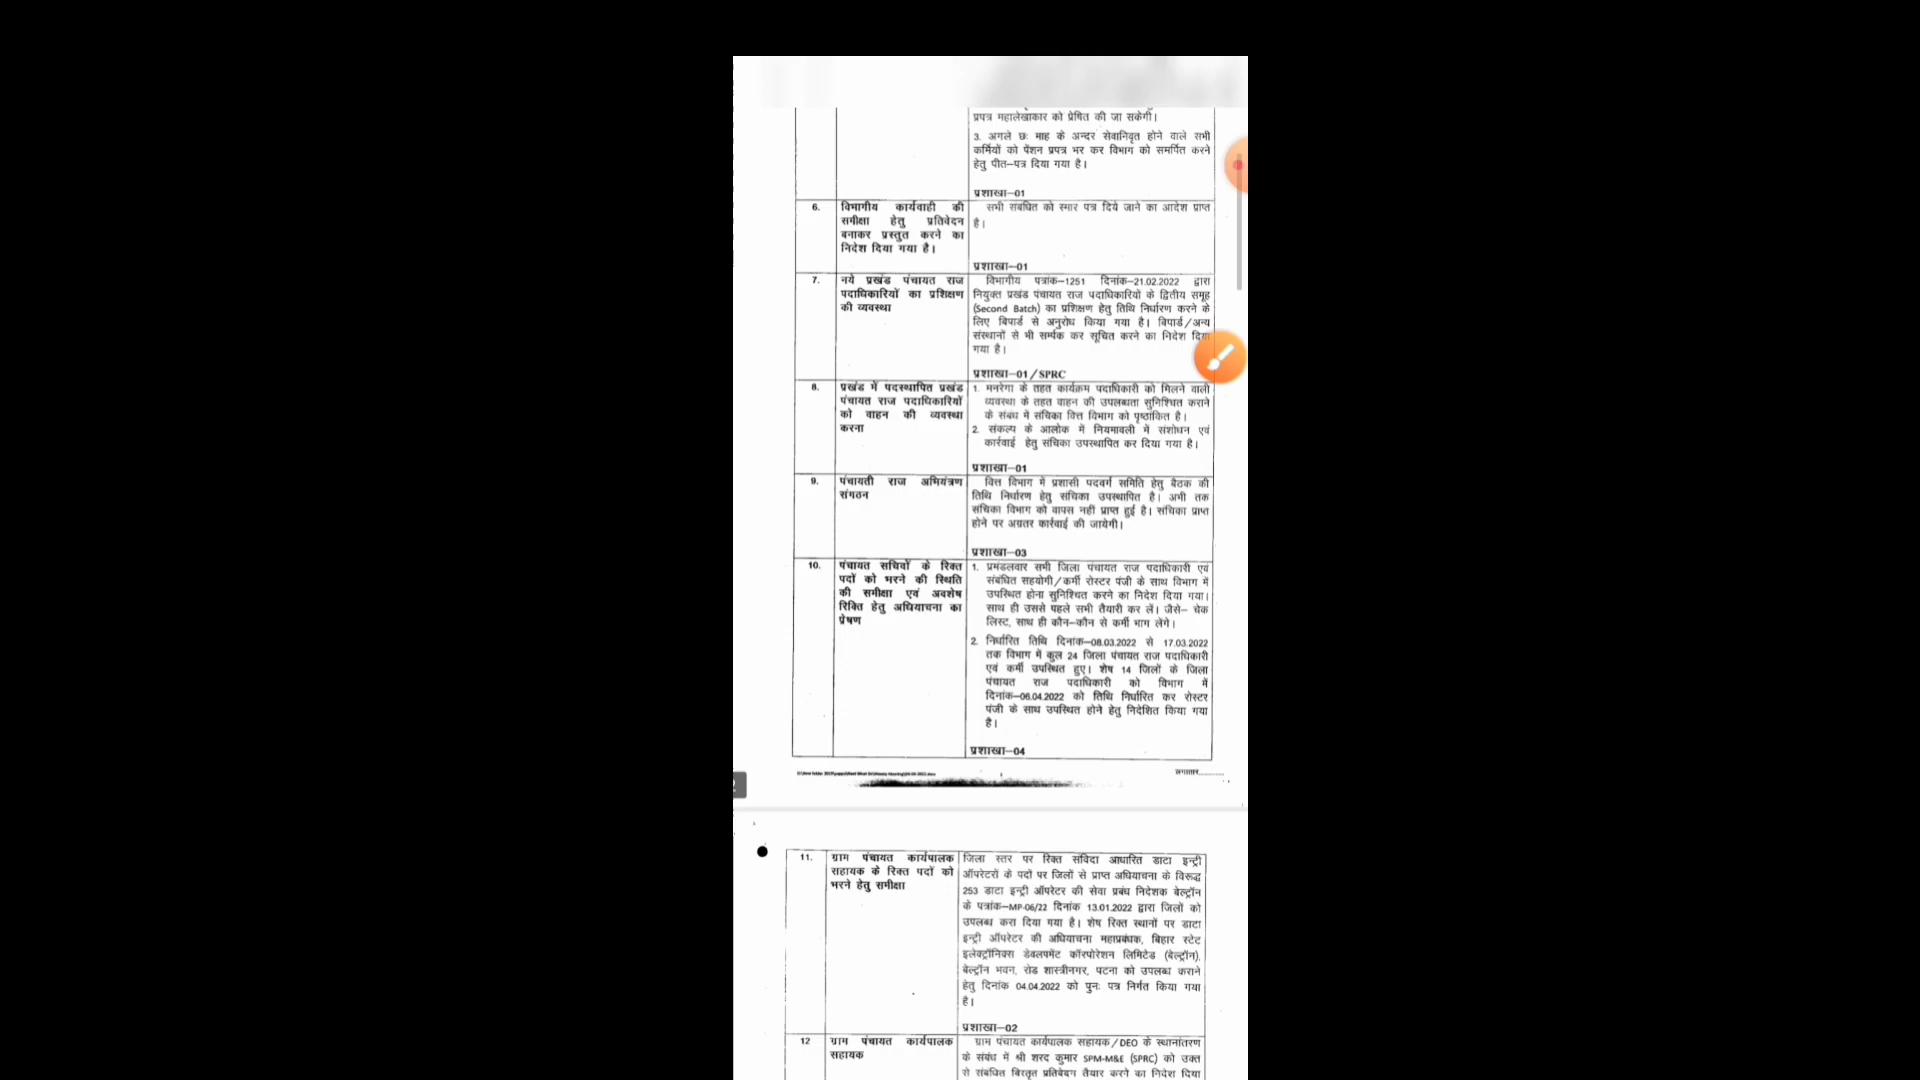 प्रपत्र महालेखाकार को प्रेषित की जा सकेगी।
3. अगले छः माह के अन्दर सेवानिवृत होने वाले सभी
कर्मियों को पेंशन प्रपत्र भर कर विभाग को समर्पित करने
हेतु पीत–पत्र दिया गया है।
प्रशाखा–01
6. विभागीय कार्यवाही की
समीक्षा हेतु प्रतिवेदन
बनाकर प्रस्तुत करने का
निदेश दिया गया है।
सभी संबंधित को स्मार पत्र दिये जाने का आदेश प्राप्त
है।
प्रशाखा–01
7. नये प्रखंड पंचायत राज
पदाधिकारियों का प्रशिक्षण
की व्यवस्था
विभागीय पत्रांक–1251 दिनांक–21.02.2022 द्वारा
नियुक्त प्रखंड पंचायत राज पदाधिकारियों के द्वितीय समूह
(Second Batch) का प्रशिक्षण हेतु तिथि निर्धारण करने के
लिए बिपार्ड से अनुरोध किया गया है। बिपार्ड/अन्य
संस्थानों से भी सर्म्पक कर सूचित करने का निदेश दिया
गया है।
प्रशाखा–01/SPRC
8. प्रखंड में पदस्थापित प्रखंड
पंचायत राज पदाधिकारियों
को वाहन की व्यवस्था
करना
1. मनरेगा के तहत कार्यक्रम पदाधिकारी को मिलने वाली
व्यवस्था के तहत वाहन की उपलब्धता सुनिश्चित कराने
के संबंध में संचिका वित्त विभाग को पृष्ठांकित है।
2. संकल्प के आलोक में नियमावली में संशोधन एवं
कार्रवाई हेतु संचिका उपस्थापित कर दिया गया है।
प्रशाखा–01
9. पंचायती राज अभियंत्रण
संगठन
वित्त विभाग में प्रशासी पदवर्ग समिति हेतु बैठक की
तिथि निर्धारण हेतु संचिका उपस्थापित है। अभी तक
संचिका विभाग को वापस नहीं प्राप्त हुई है। संचिका प्राप्त
होने पर अग्रतर कार्रवाई की जायेगी।
प्रशाखा–03
10. पंचायत सचिवों के रिक्त
पदों को भरने की स्थिति
की समीक्षा एवं अवशेष
रिक्ति हेतु अधियाचना का
प्रेषण
1. प्रमंडलवार सभी जिला पंचायत राज पदाधिकारी एवं
संबंधित सहयोगी/कर्मी रोस्टर पंजी के साथ विभाग में
उपस्थित होना सुनिश्चित करने का निदेश दिया गया।
साथ ही उससे पहले सभी तैयारी कर लें। जैसे– चेक
लिस्ट, साथ ही कौन–कौन से कर्मी भाग लेंगे।
2. निर्धारित तिथि दिनांक–08.03.2022 से 17.03.2022
तक विभाग में कुल 24 जिला पंचायत राज पदाधिकारी
एवं कर्मी उपस्थित हुए। शेष 14 जिलों के जिला
पंचायत राज पदाधिकारी को विभाग में
दिनांक–06.04.2022 को तिथि निर्धारित कर रोस्टर
पंजी के साथ उपस्थित होने हेतु निदेशित किया गया
है।
प्रशाखा–04
लगातार............
11. ग्राम पंचायत कार्यपालक
सहायक के रिक्त पदों को
भरने हेतु समीक्षा
जिला स्तर पर रिक्त संविदा आधारित डाटा इन्ट्री
ऑपरेटरों के पदों पर जिलों से प्राप्त अधियाचना के विरूद्ध
253 डाटा इन्ट्री ऑपरेटर की सेवा प्रबंध निदेशक बेल्ट्रॉन
के पत्रांक–MP-06/22 दिनांक 13.01.2022 द्वारा जिलों को
उपलब्ध करा दिया गया है। शेष रिक्त स्थानों पर डाटा
इन्ट्री ऑपरेटर की अधियाचना महाप्रबंधक, बिहार स्टेट
इलेक्ट्रॉनिक्स डेवलपमेंट कॉरपोरेशन लिमिटेड (बेल्ट्रॉन),
बेल्ट्रॉन भवन, रोड शास्त्रीनगर, पटना को उपलब्ध कराने
हेतु दिनांक 04.04.2022 को पुनः पत्र निर्गत किया गया
है।
प्रशाखा–02
12 ग्राम पंचायत कार्यपालक
सहायक
ग्राम पंचायत कार्यपालक सहायक/DEO के स्थानांतरण
के संबंध में श्री शरद कुमार SPM-M&E (SPRC) को उक्त
से संबंधित विस्तृत प्रतिवेदन तैयार करने का निदेश दिया